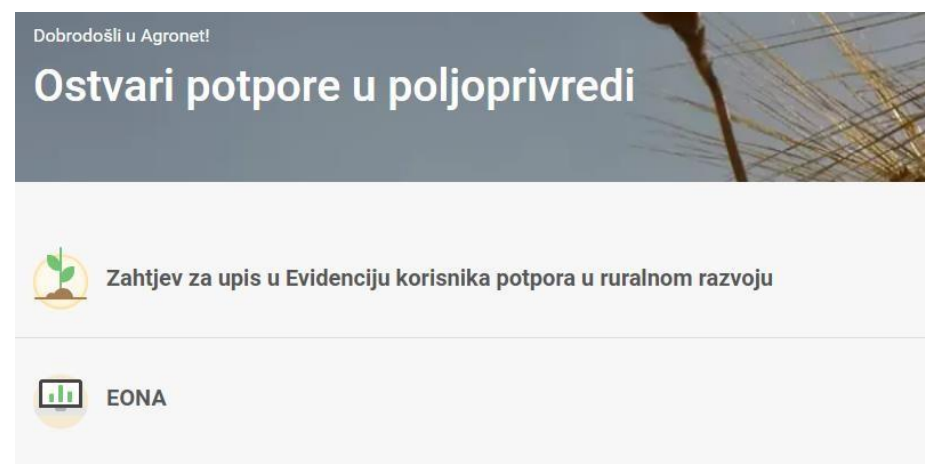 Dobrodošli u Agronet!
Ostvari potpore u poljoprivredi
Zahtjev za upis u Evidenciju korisnika potpora u ruralnom razvoju
EONA